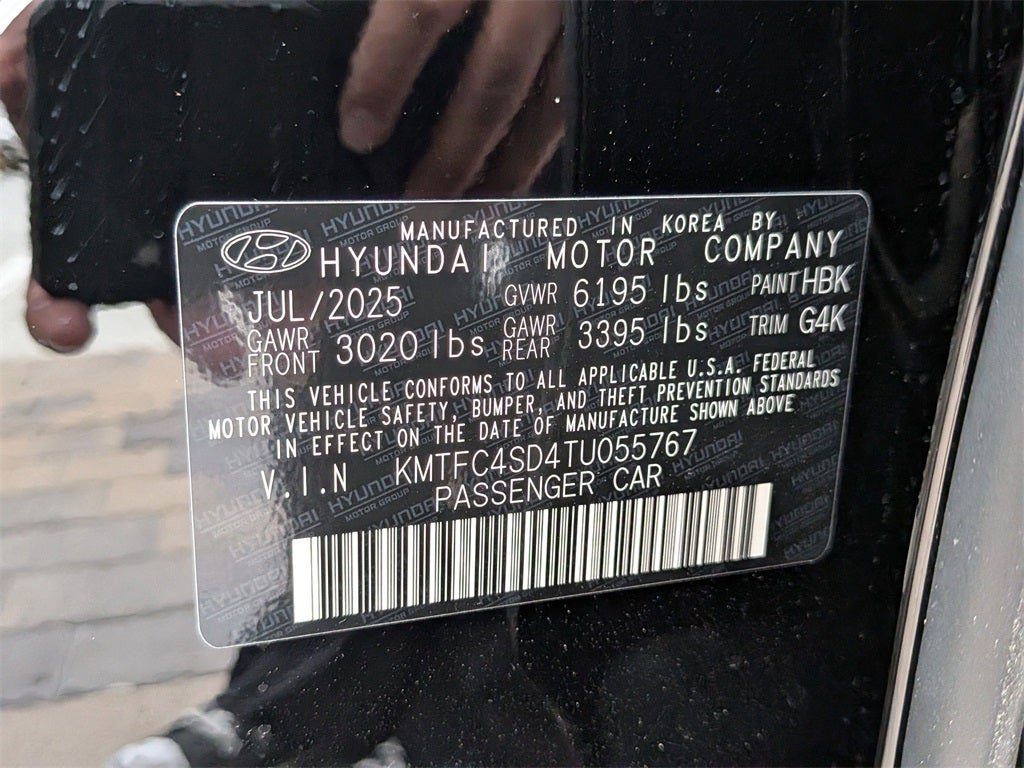 MANUFACTURED IN KOREA BY
HYUNDAI MOTOR COMPANY
JUL/2025 GVWR 6195 lbs PAINT HBK
GAWR FRONT 3020 lbs GAWR REAR 3395 lbs TRIM G4K
THIS VEHICLE CONFORMS TO ALL APPLICABLE U.S.A. FEDERAL
MOTOR VEHICLE SAFETY, BUMPER, AND THEFT PREVENTION STANDARDS
IN EFFECT ON THE DATE OF MANUFACTURE SHOWN ABOVE
V.I.N KMTFC4SD4TU055767
PASSENGER CAR